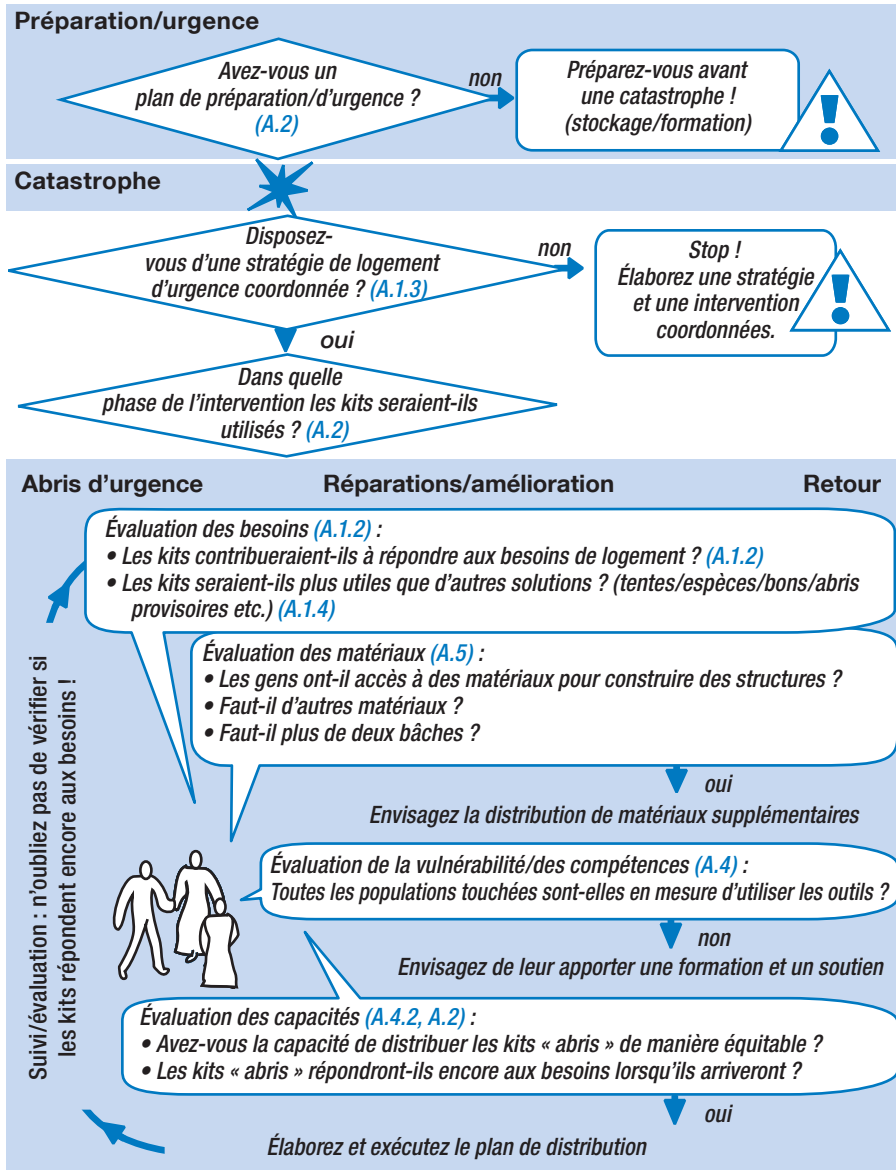 Préparation/urgence
Avez-vous un
plan de préparation/d'urgence ?
(A.2)
non
Préparez-vous avant
une catastrophe !
(stockage/formation)
!
Catastrophe
Disposez-
vous d'une stratégie de logement
d'urgence coordonnée ? (A.1.3)
non
Stop !
Élaborez une stratégie
et une intervention
coordonnées.
!
oui
Dans quelle
phase de l'intervention les kits seraient-ils
utilisés ? (A.2)
Abris d'urgence Réparations/amélioration Retour
Évaluation des besoins (A.1.2) :
• Les kits contribueraient-ils à répondre aux besoins de logement ? (A.1.2)
• Les kits seraient-ils plus utiles que d'autres solutions ? (tentes/espèces/bons/abris
provisoires etc.) (A.1.4)
Évaluation des matériaux (A.5) :
• Les gens ont-il accès à des matériaux pour construire des structures ?
• Faut-il d'autres matériaux ?
• Faut-il plus de deux bâches ?
oui
Envisagez la distribution de matériaux supplémentaires
Évaluation de la vulnérabilité/des compétences (A.4) :
Toutes les populations touchées sont-elles en mesure d'utiliser les outils ?
non
Envisagez de leur apporter une formation et un soutien
Évaluation des capacités (A.4.2, A.2) :
• Avez-vous la capacité de distribuer les kits « abris » de manière équitable ?
• Les kits « abris » répondront-ils encore aux besoins lorsqu'ils arriveront ?
oui
Élaborez et exécutez le plan de distribution
Suivi/évaluation : n'oubliez pas de vérifier si
les kits répondent encore aux besoins !